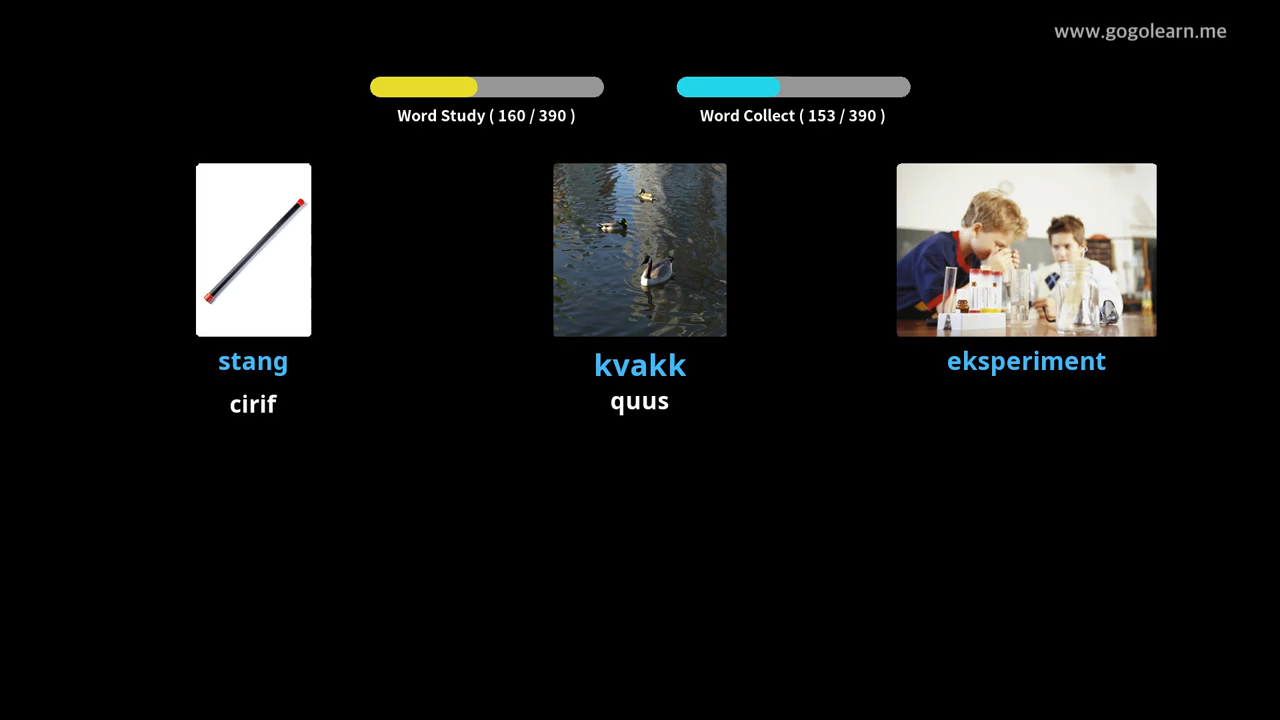 www.gogolearn.me
Word Study ( 160 / 390 )
Word Collect ( 153 / 390 )
stang
kvakk
eksperiment
cirif
quus